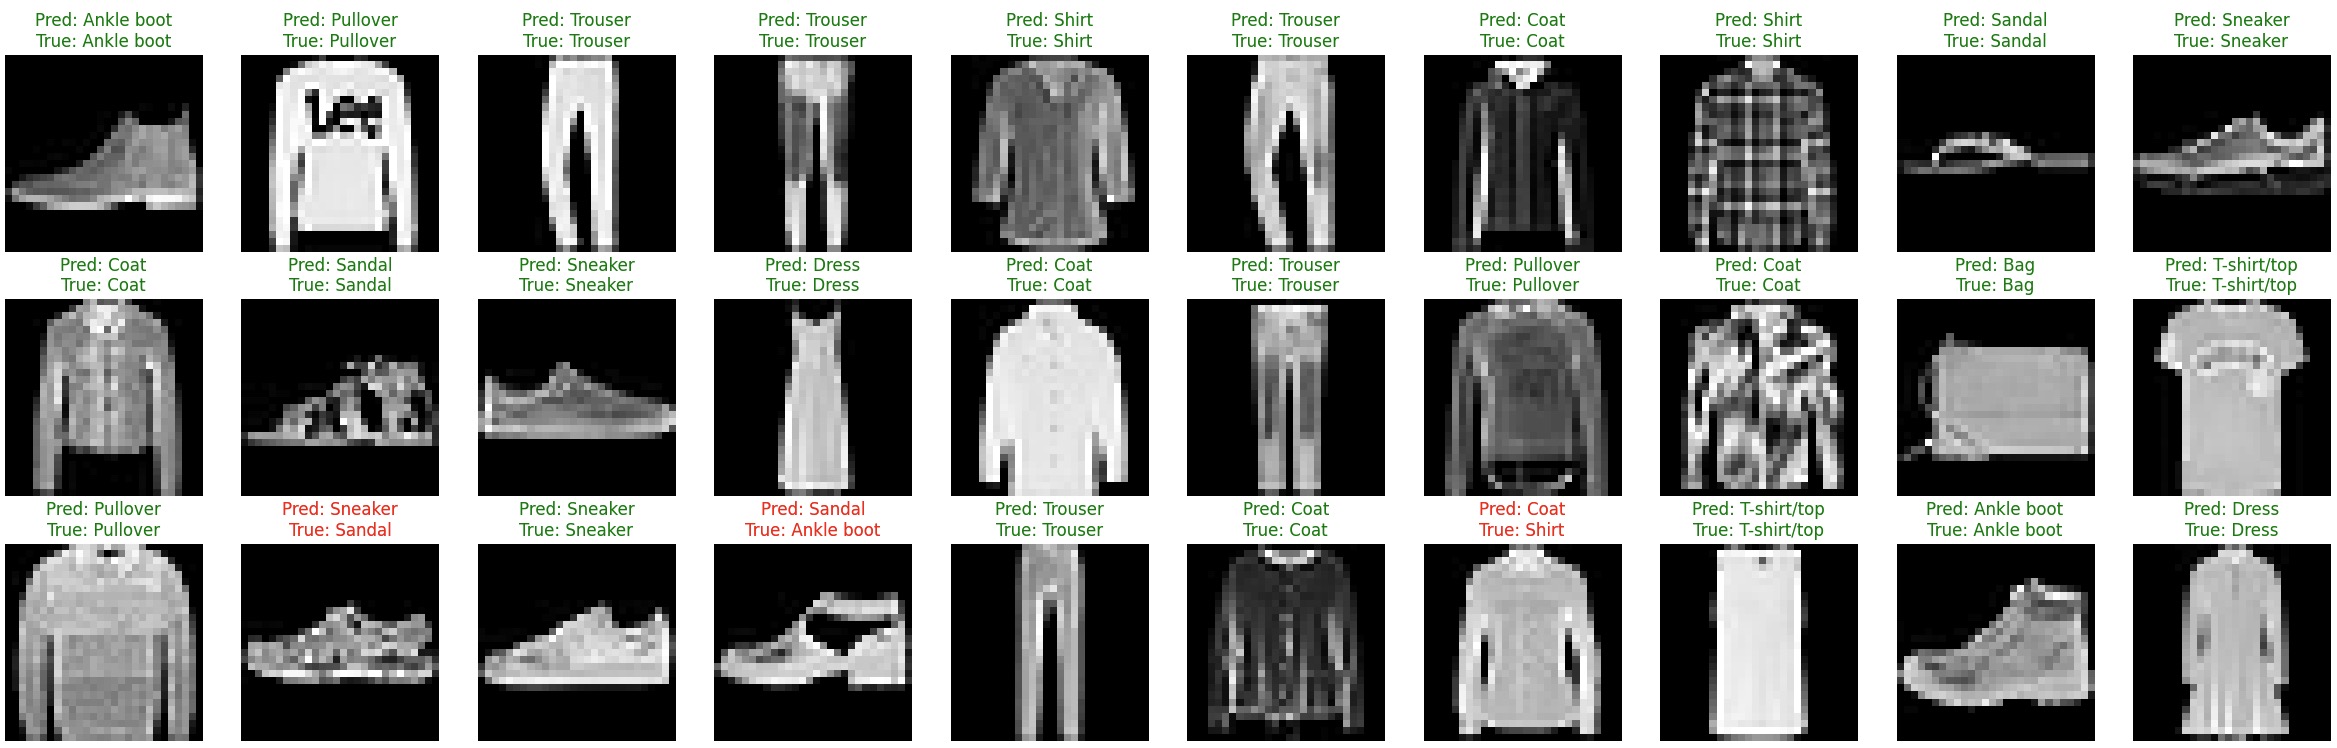 Pred: Ankle boot
True: Ankle boot
Pred: Pullover
True: Pullover
Pred: Trouser
True: Trouser
Pred: Trouser
True: Trouser
Pred: Shirt
True: Shirt
Pred: Trouser
True: Trouser
Pred: Coat
True: Coat
Pred: Shirt
True: Shirt
Pred: Sandal
True: Sandal
Pred: Sneaker
True: Sneaker
Lee
Pred: Coat
True: Coat
Pred: Sandal
True: Sandal
Pred: Sneaker
True: Sneaker
Pred: Dress
True: Dress
Pred: Coat
True: Coat
Pred: Trouser
True: Trouser
Pred: Pullover
True: Pullover
Pred: Coat
True: Coat
Pred: Bag
True: Bag
Pred: T-shirt/top
True: T-shirt/top
Pred: Pullover
True: Pullover
Pred: Sneaker
True: Sandal
Pred: Sneaker
True: Sneaker
Pred: Sandal
True: Ankle boot
Pred: Trouser
True: Trouser
Pred: Coat
True: Coat
Pred: Coat
True: Shirt
Pred: T-shirt/top
True: T-shirt/top
Pred: Ankle boot
True: Ankle boot
Pred: Dress
True: Dress